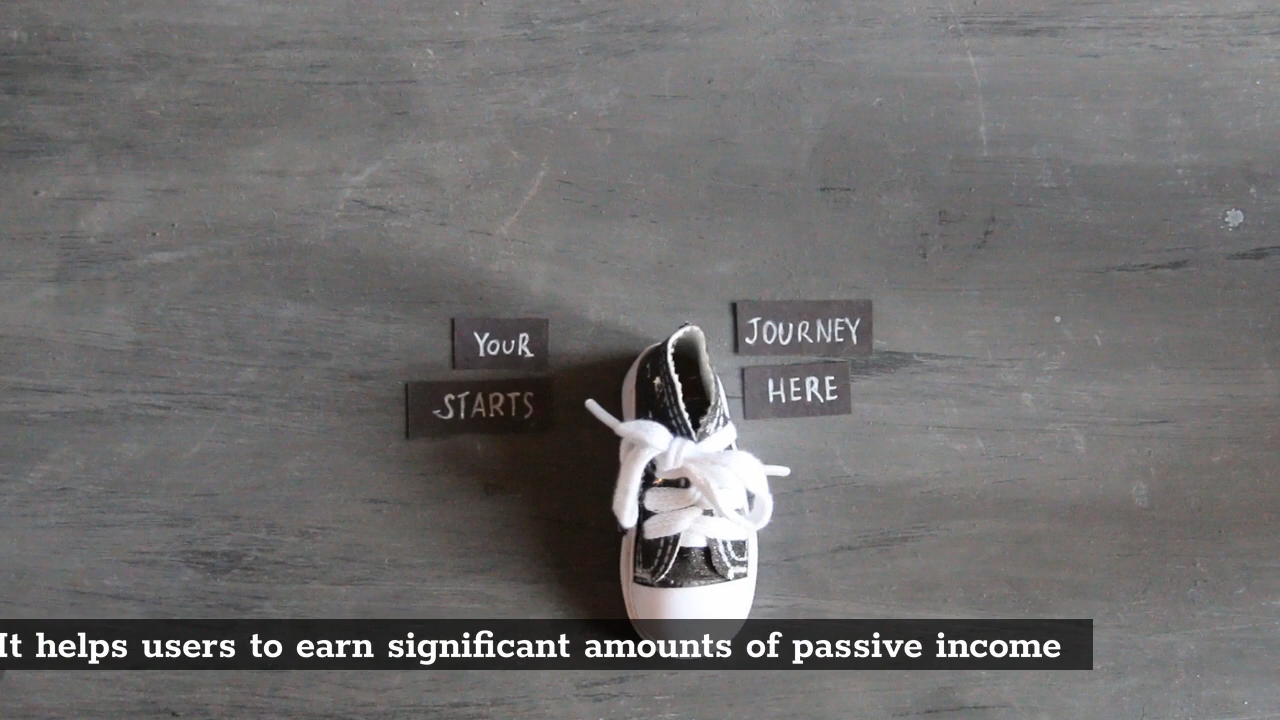 YOUR
STARTS
JOURNEY
HERE
It helps users to earn significant amounts of passive income